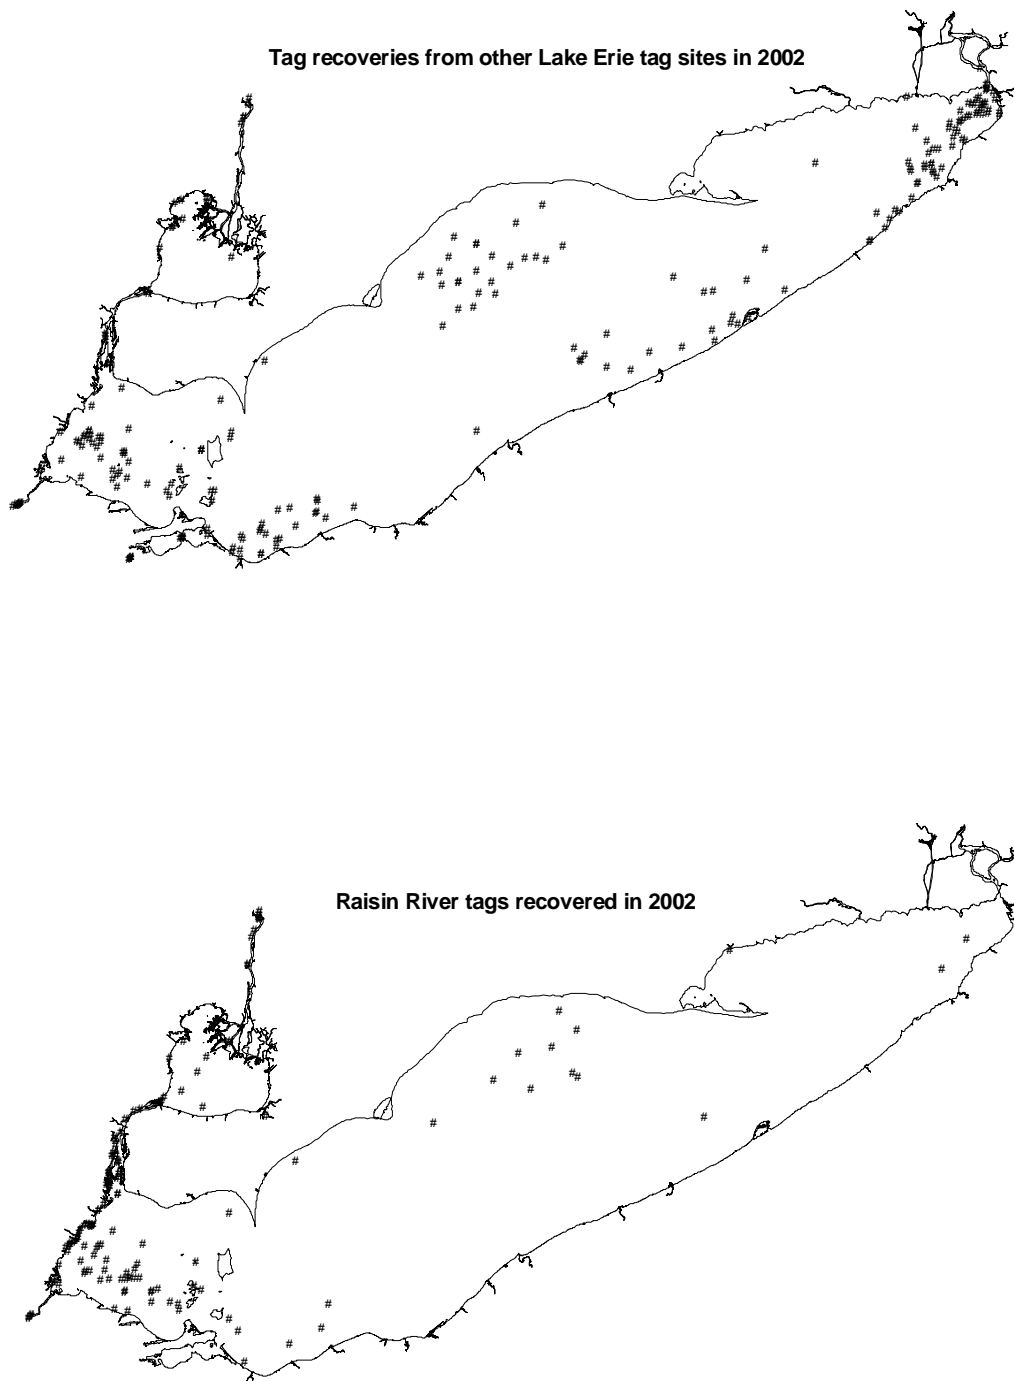 Tag recoveries from other Lake Erie tag sites in 2002
Raisin River tags recovered in 2002